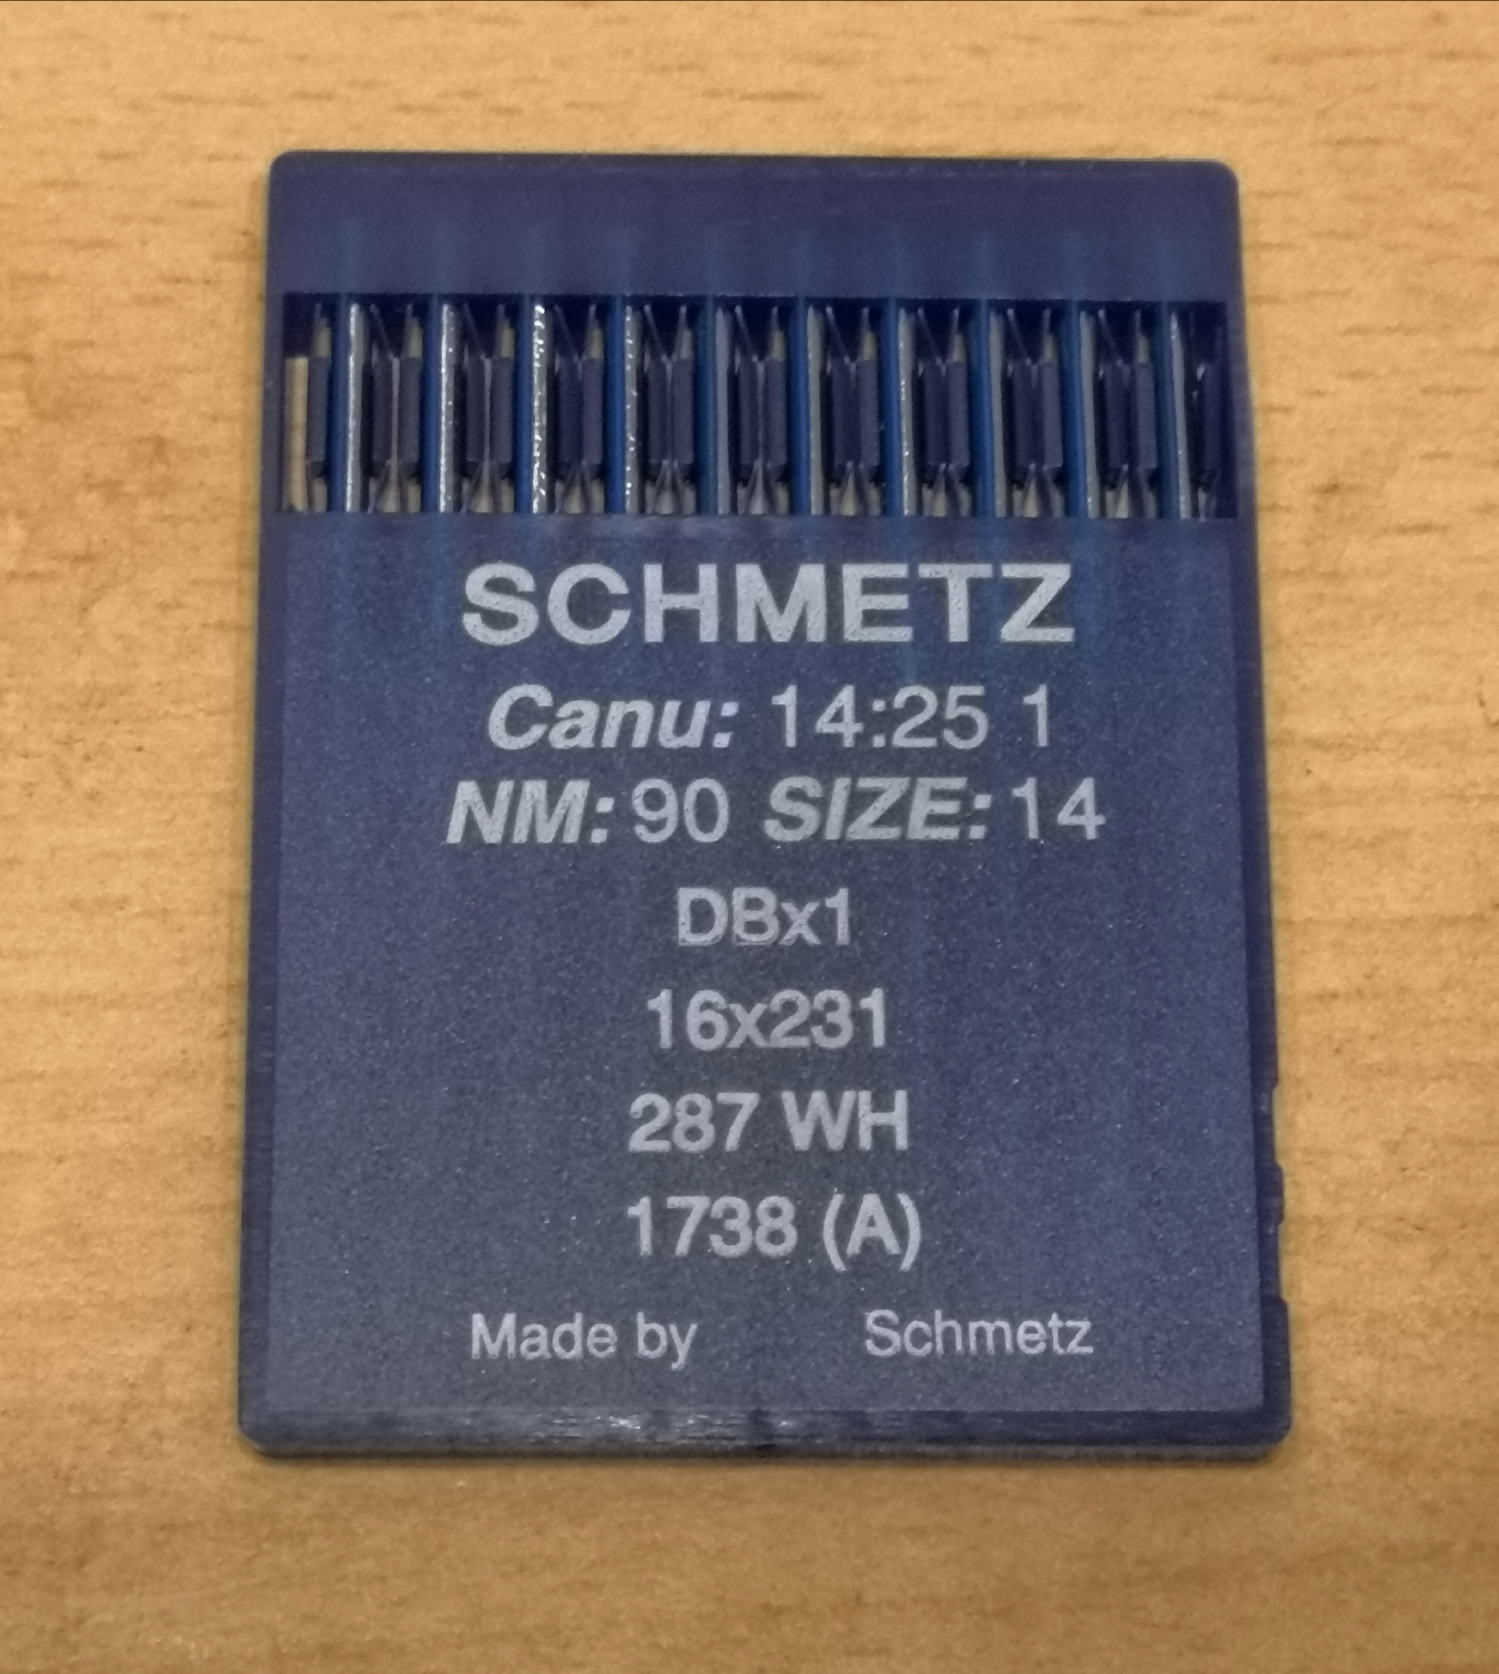 SCHMETZ
Canu: 14:25 1
NM: 90 SIZE: 14
DBx1
16x231
287 WH
1738 (A)
Made by Schmetz